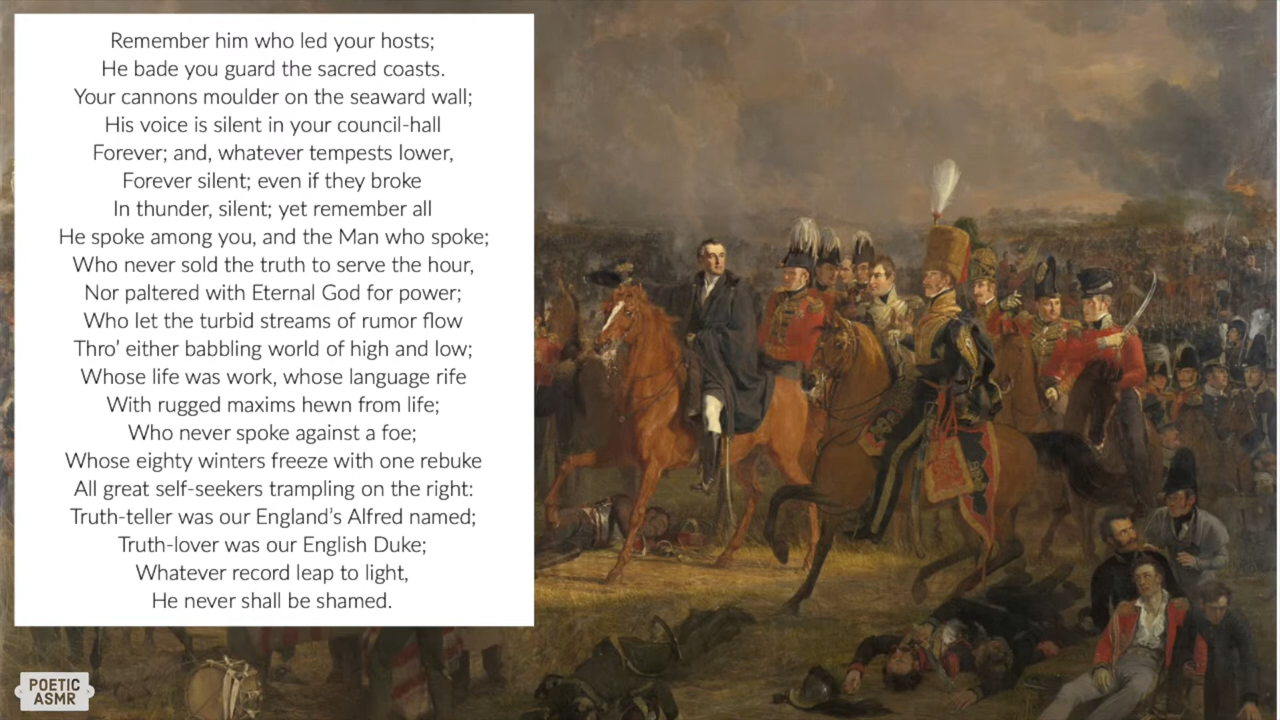 Remember him who led your hosts;
He bade you guard the sacred coasts.
Your cannons moulder on the seaward wall;
His voice is silent in your council-hall
Forever; and, whatever tempests lower,
Forever silent; even if they broke
In thunder, silent; yet remember all
He spoke among you, and the Man who spoke;
Who never sold the truth to serve the hour,
Nor paltered with Eternal God for power;
Who let the turbid streams of rumor flow
Thro’ either babbling world of high and low;
Whose life was work, whose language rife
With rugged maxims hewn from life;
Who never spoke against a foe;
Whose eighty winters freeze with one rebuke
All great self-seekers trampling on the right:
Truth-teller was our England’s Alfred named;
Truth-lover was our English Duke;
Whatever record leap to light,
He never shall be shamed.
POETIC
ASMR